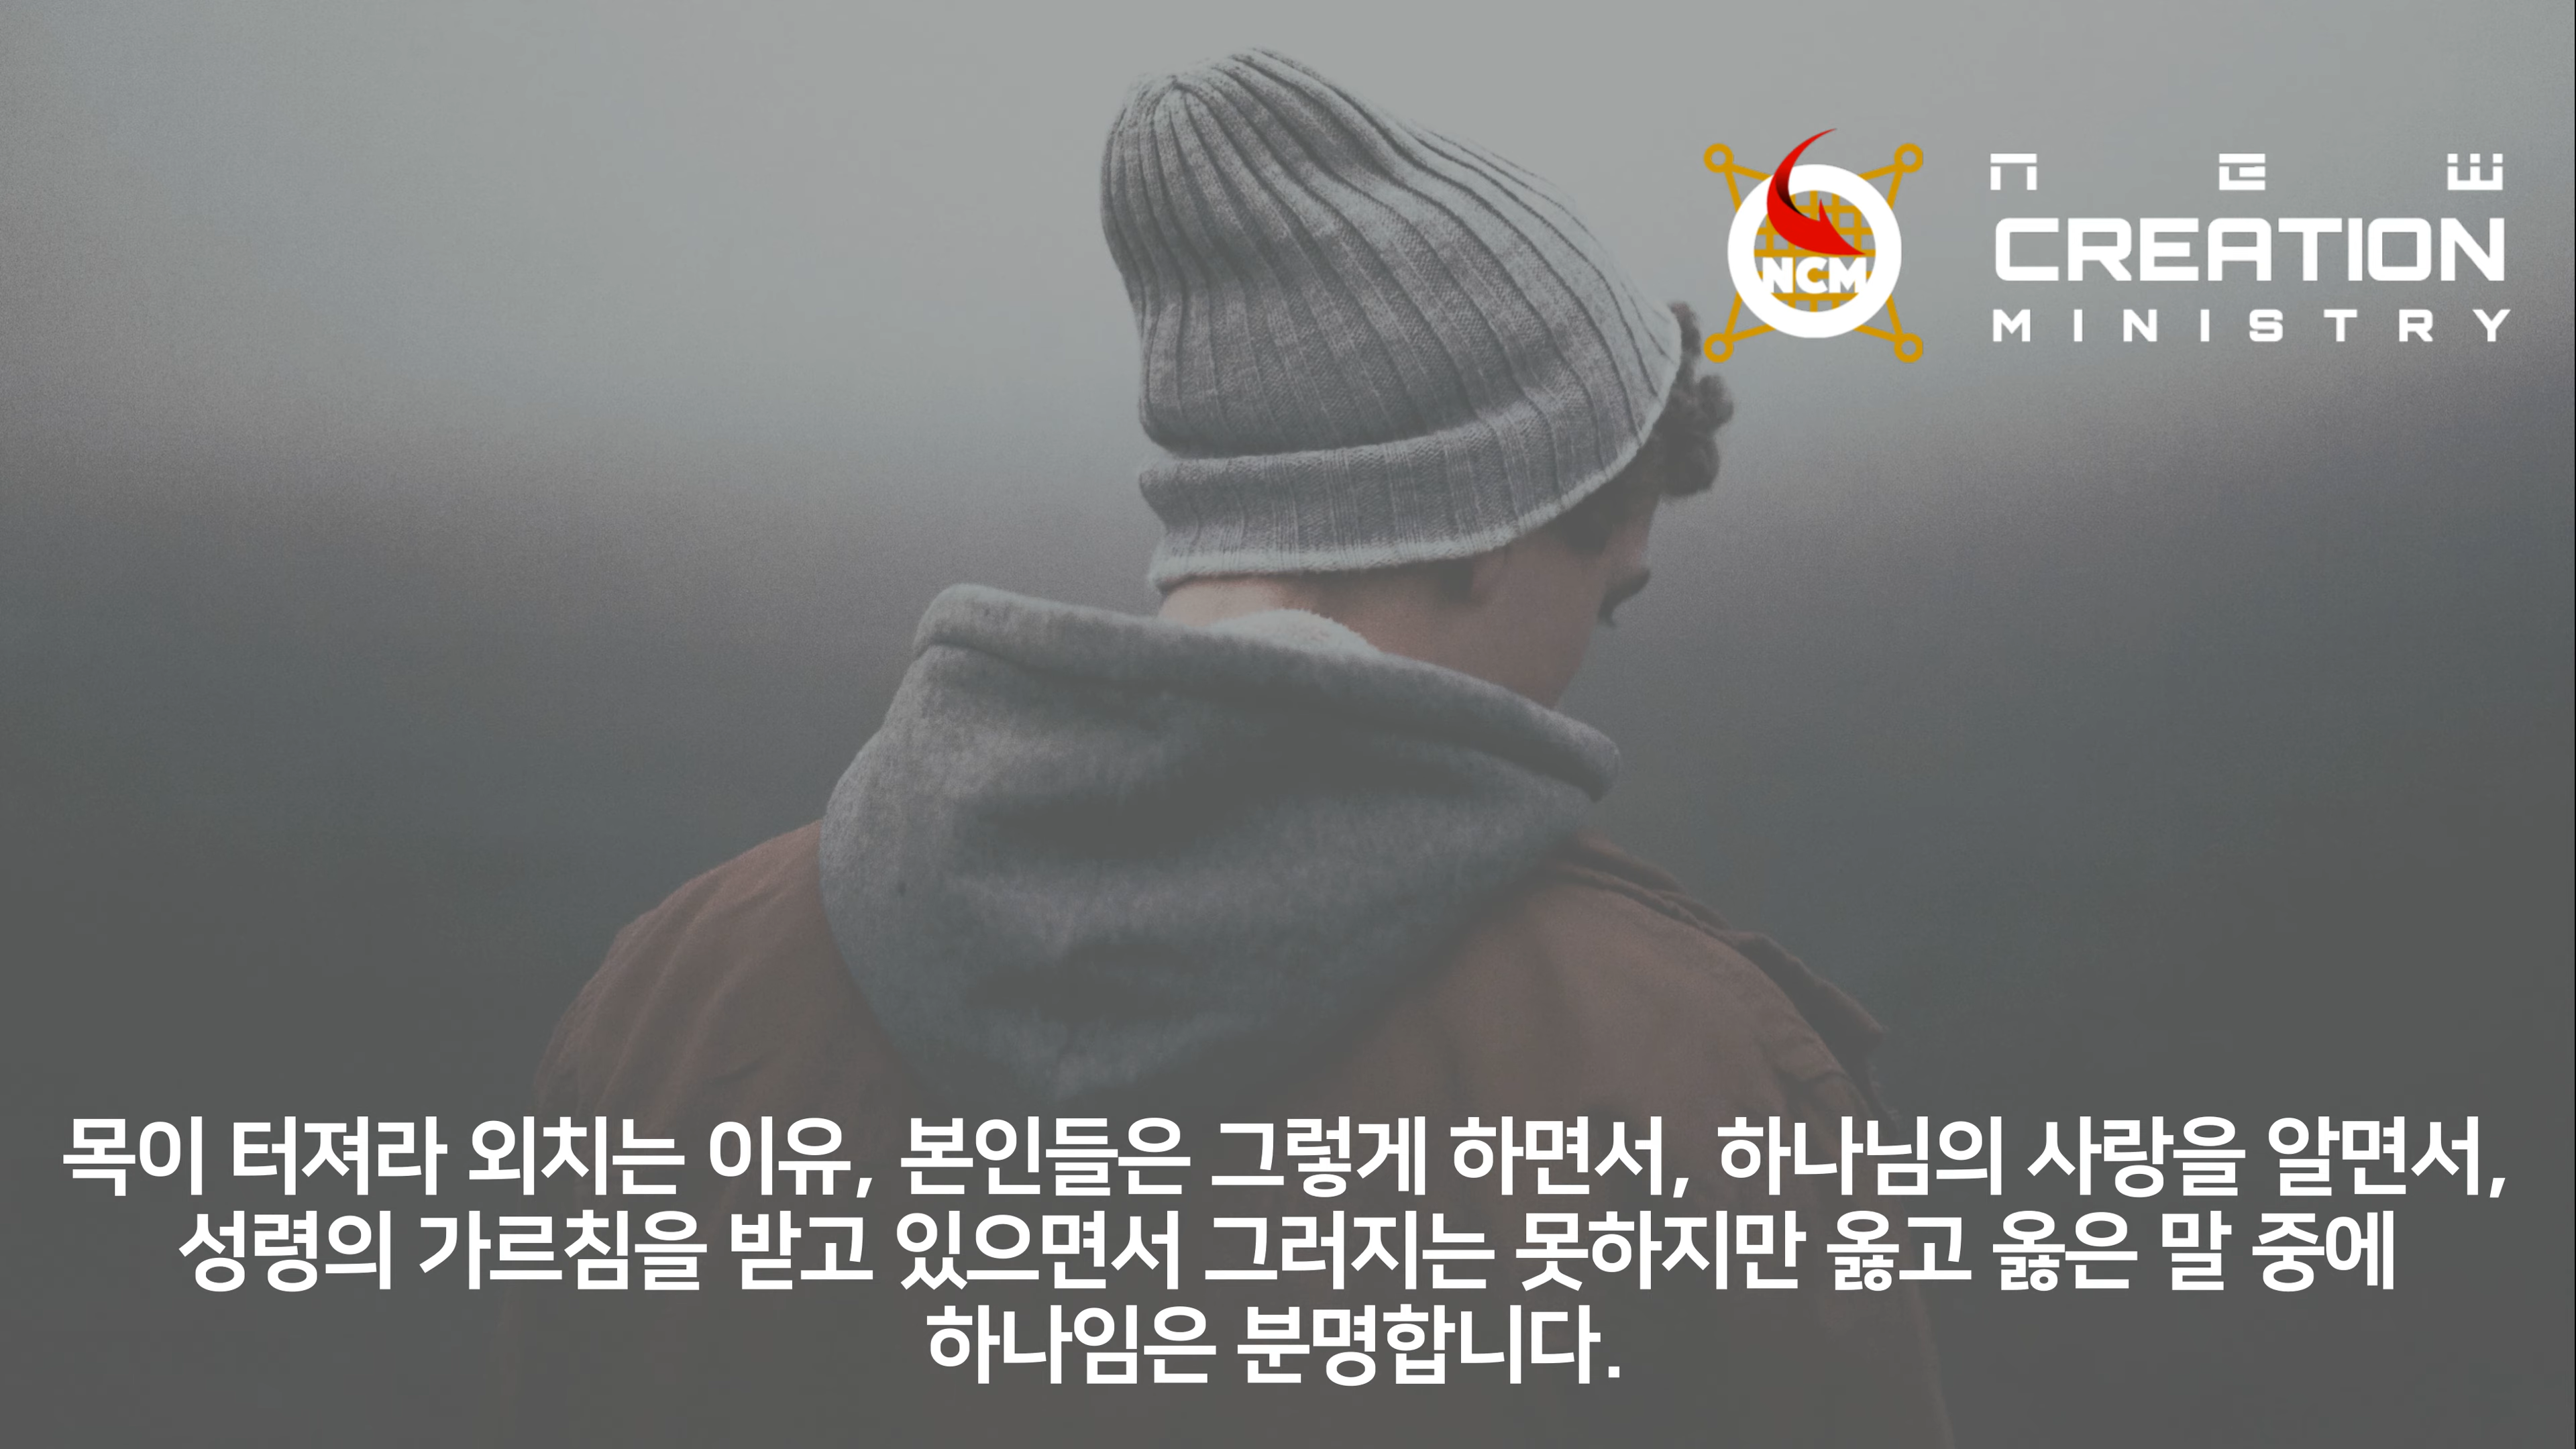 NEW
CREATION
MINISTRY
NCM
목이 터져라 외치는 이유, 본인들은 그렇게 하면서, 하나님의 사랑을 알면서,
성령의 가르침을 받고 있으면서 그러지는 못하지만 옳고 옳은 말 중에
하나임은 분명합니다.